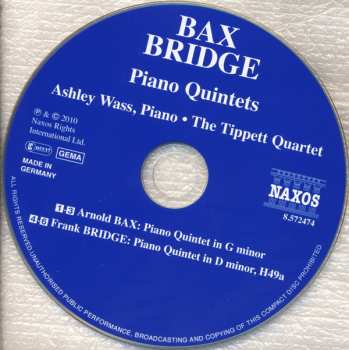 BAX
BRIDGE
Piano Quintets
Ashley Wass, Piano • The Tippett Quartet
℗ & © 2010
Naxos Rights
International Ltd.
GEMA
MADE IN
GERMANY
NAXOS
8.572474
1-3 Arnold BAX: Piano Quintet in G minor
4-6 Frank BRIDGE: Piano Quintet in D minor, H49a
ALL RIGHTS RESERVED. UNAUTHORISED PUBLIC PERFORMANCE, BROADCASTING AND COPYING OF THIS COMPACT DISC PROHIBITED